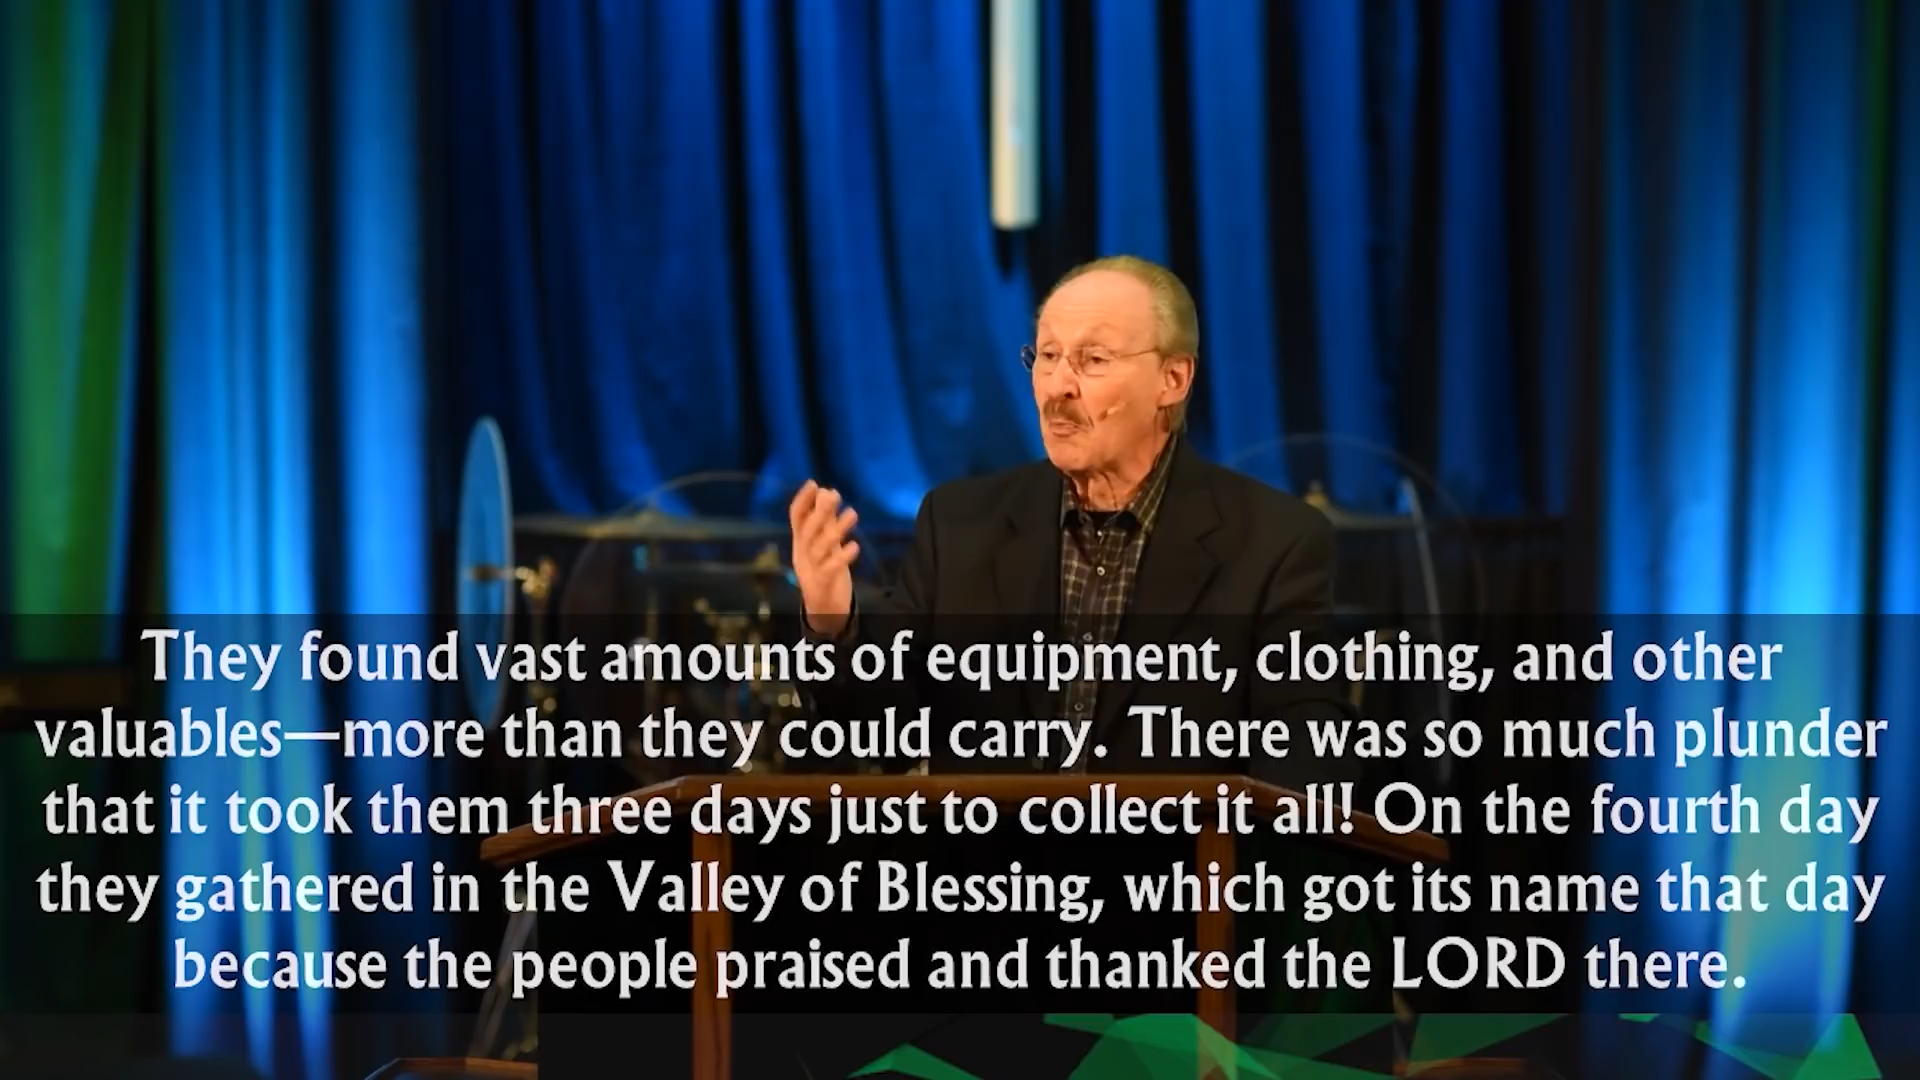 They found vast amounts of equipment, clothing, and other
valuables—more than they could carry. There was so much plunder
that it took them three days just to collect it all! On the fourth day
they gathered in the Valley of Blessing, which got its name that day
because the people praised and thanked the LORD there.